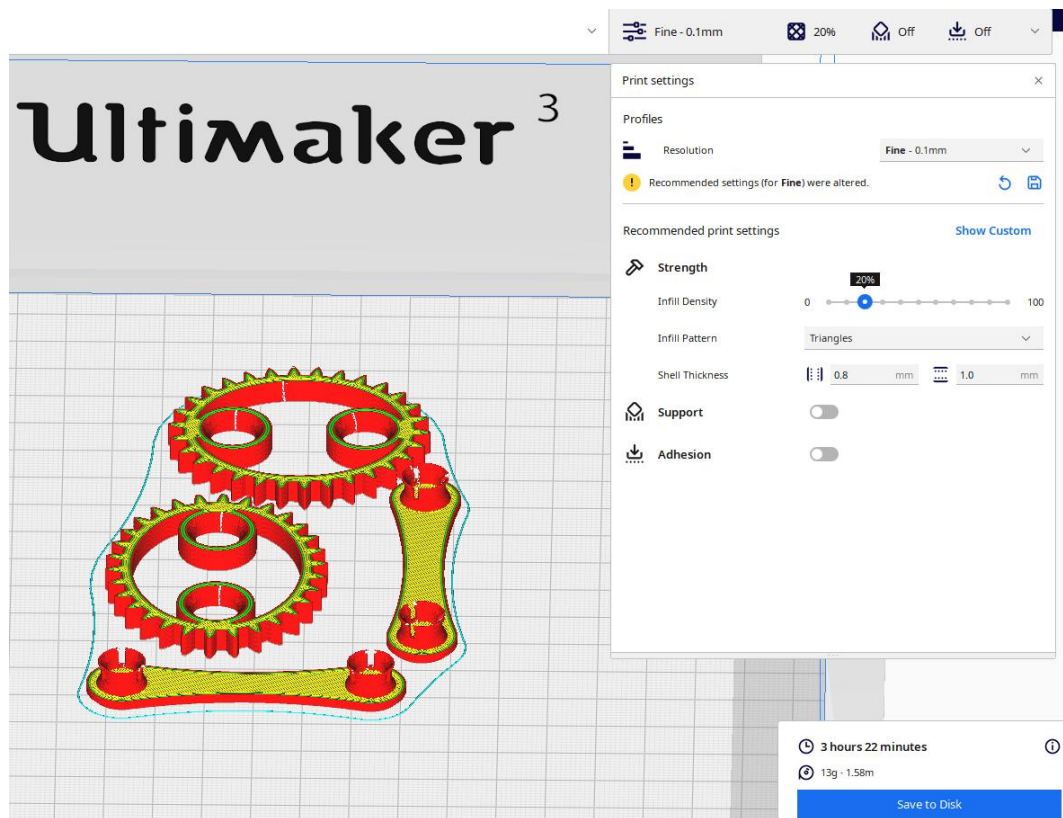 Fine - 0.1mm 20% Off Off
Ultimaker 3
Print settings
Profiles
Resolution Fine - 0.1mm
! Recommended settings (for Fine) were altered.
Recommended print settings Show Custom
Strength
20%
Infill Density 0 100
Infill Pattern Triangles
Shell Thickness 0.8 mm 1.0 mm
Support
Adhesion
3 hours 22 minutes
13g · 1.58m
Save to Disk